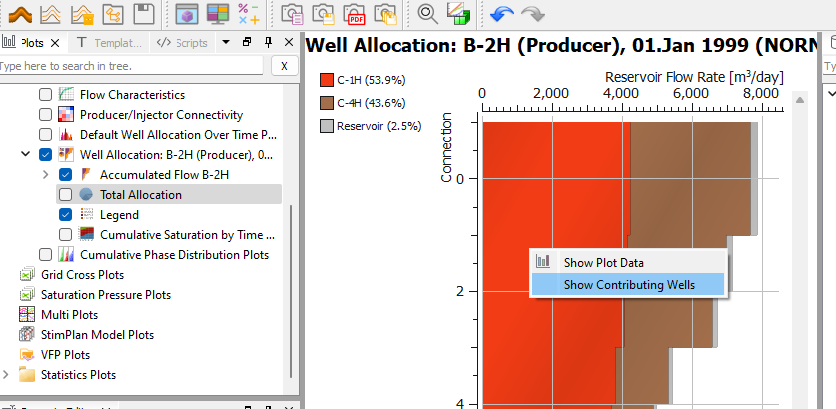 Plots
Templat...
Scripts
Type here to search in tree.
X
Flow Characteristics
Producer/Injector Connectivity
Default Well Allocation Over Time P...
Well Allocation: B-2H (Producer), 0...
Accumulated Flow B-2H
Total Allocation
Legend
Cumulative Saturation by Time ...
Cumulative Phase Distribution Plots
Grid Cross Plots
Saturation Pressure Plots
Multi Plots
StimPlan Model Plots
VFP Plots
Statistics Plots
Well Allocation: B-2H (Producer), 01.Jan 1999 (NORN
C-1H (53.9%)
C-4H (43.6%)
Reservoir (2.5%)
Reservoir Flow Rate [m³/day]
0 2,000 4,000 6,000 8,000
Connection
0
2
4
Show Plot Data
Show Contributing Wells